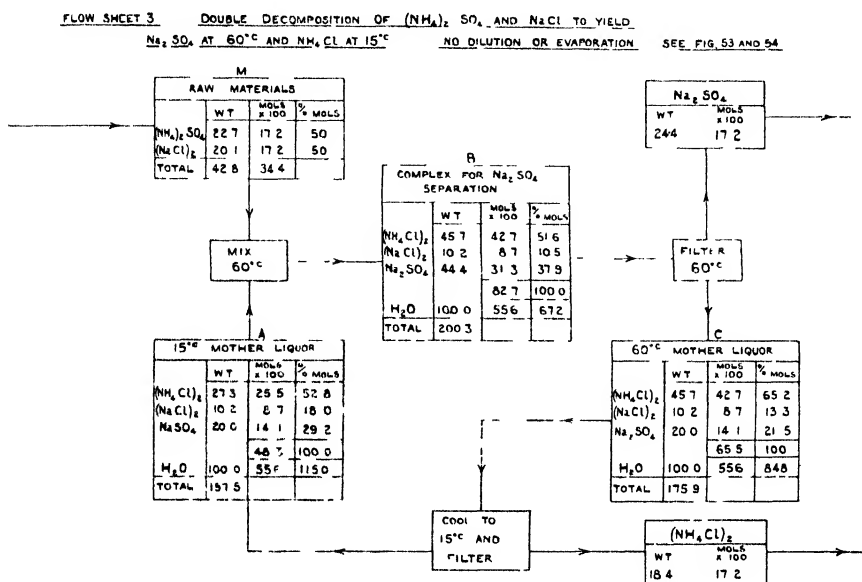 FLOW SHEET 3 DOUBLE DECOMPOSITION OF (NH4)2 SO4 AND NaCl TO YIELD
Na2 SO4 AT 60°C AND NH4 Cl AT 15°C NO DILUTION OR EVAPORATION SEE FIG. 53 AND 54
M
RAW MATERIALS
WT MOLS x 100 % MOLS
(NH4)2 SO4 22 7 17 2 50
(NaCl)2 20 1 17 2 50
TOTAL 42 8 34 4
Na2 SO4
WT MOLS x 100
24.4 17 2
B
COMPLEX FOR Na2 SO4
SEPARATION
WT MOLS x 100 % MOLS
(NH4Cl)2 45 7 42 7 51 6
(NaCl)2 10 2 8 7 10 5
Na2SO4 44 4 31 3 37 9
82 7 100 0
H2O 100 0 556 672
TOTAL 200 3
MIX
60°C
FILTER
60°C
A
15°C MOTHER LIQUOR
WT MOLS x 100 % MOLS
(NH4Cl)2 27 3 25 5 52 8
(NaCl)2 10 2 8 7 18 0
NaSO4 20 0 14 1 29 2
100 0
H2O 100 0 1150
TOTAL 157 5
C
60°C MOTHER LIQUOR
WT MOLS x 100 % MOLS
(NH4Cl)2 45 7 42 7 65 2
(NaCl)2 10 2 8 7 13 3
Na2SO4 20 0 14 1 21 5
65 5 100
H2O 100 0 556 848
TOTAL 175 9
COOL TO
15°C AND
FILTER
(NH4Cl)2
WT MOLS x 100
18 4 17 2